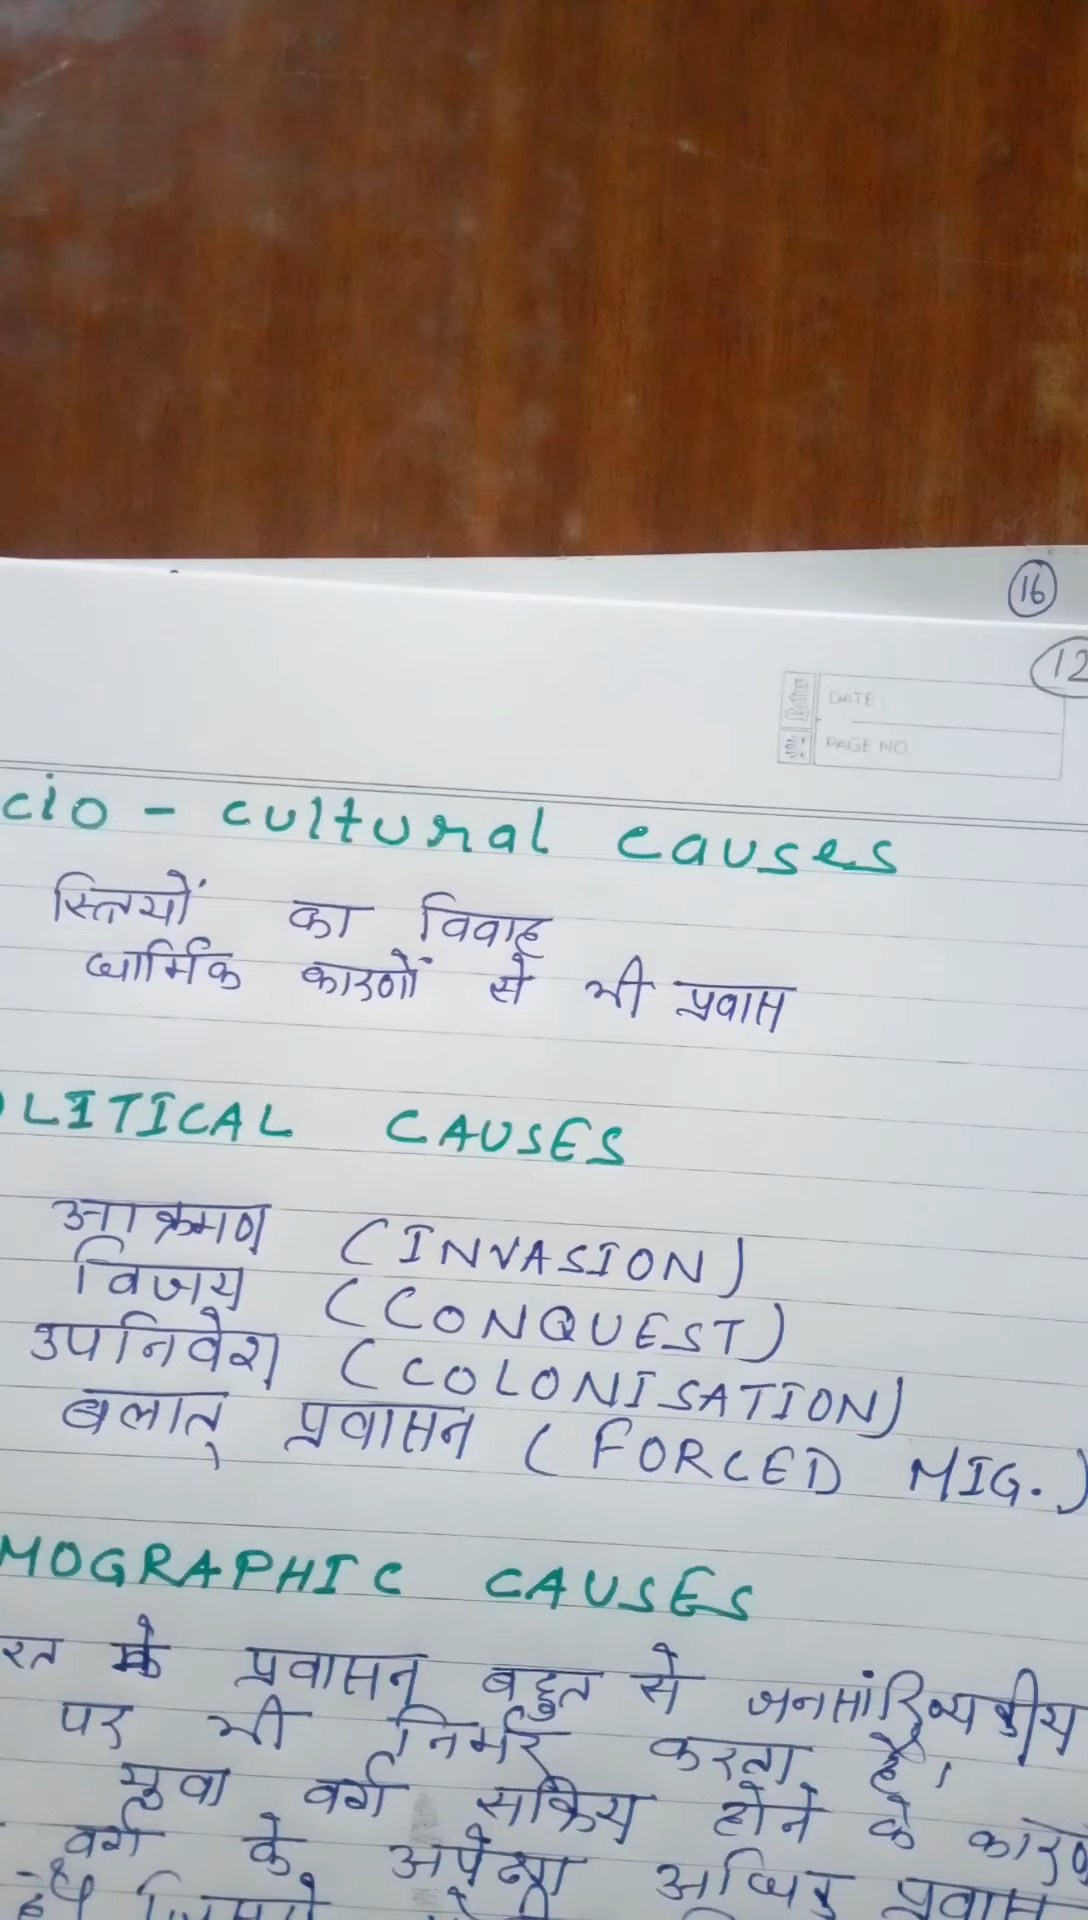 16
12
DATE :
PAGE NO
cio - cultural causes
स्त्रियों का विवाह
धार्मिक कारणों से भी प्रवास
LITICAL CAUSES
आक्रमण (INVASION)
विजय (CONQUEST)
उपनिवेश (COLONISATION)
बलात् प्रवासन (FORCED MIG.)
MOGRAPHIC CAUSES
रत के प्रवासन बहुत से जनसांख्यिकीय
पर भी निर्भर करता है।
युवा वर्ग सक्रिय होने के कारण
वर्ग के अपेक्षा अधिक प्रवास